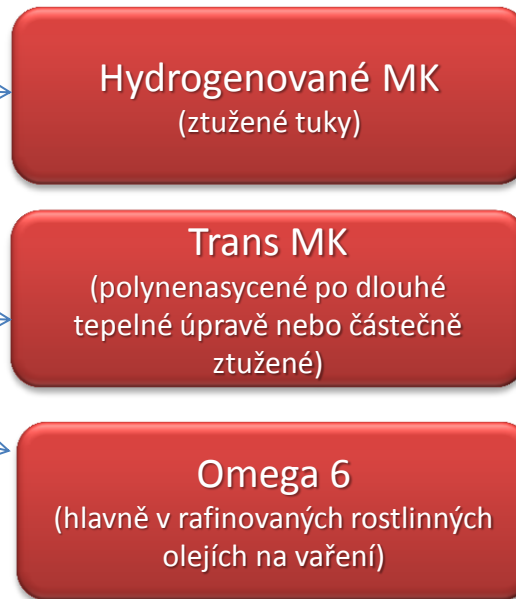 Hydrogenované MK
(ztužené tuky)
Trans MK
(polynenasycené po dlouhé
tepelné úpravě nebo částečně
ztužené)
Omega 6
(hlavně v rafinovaných rostlinných
olejích na vaření)